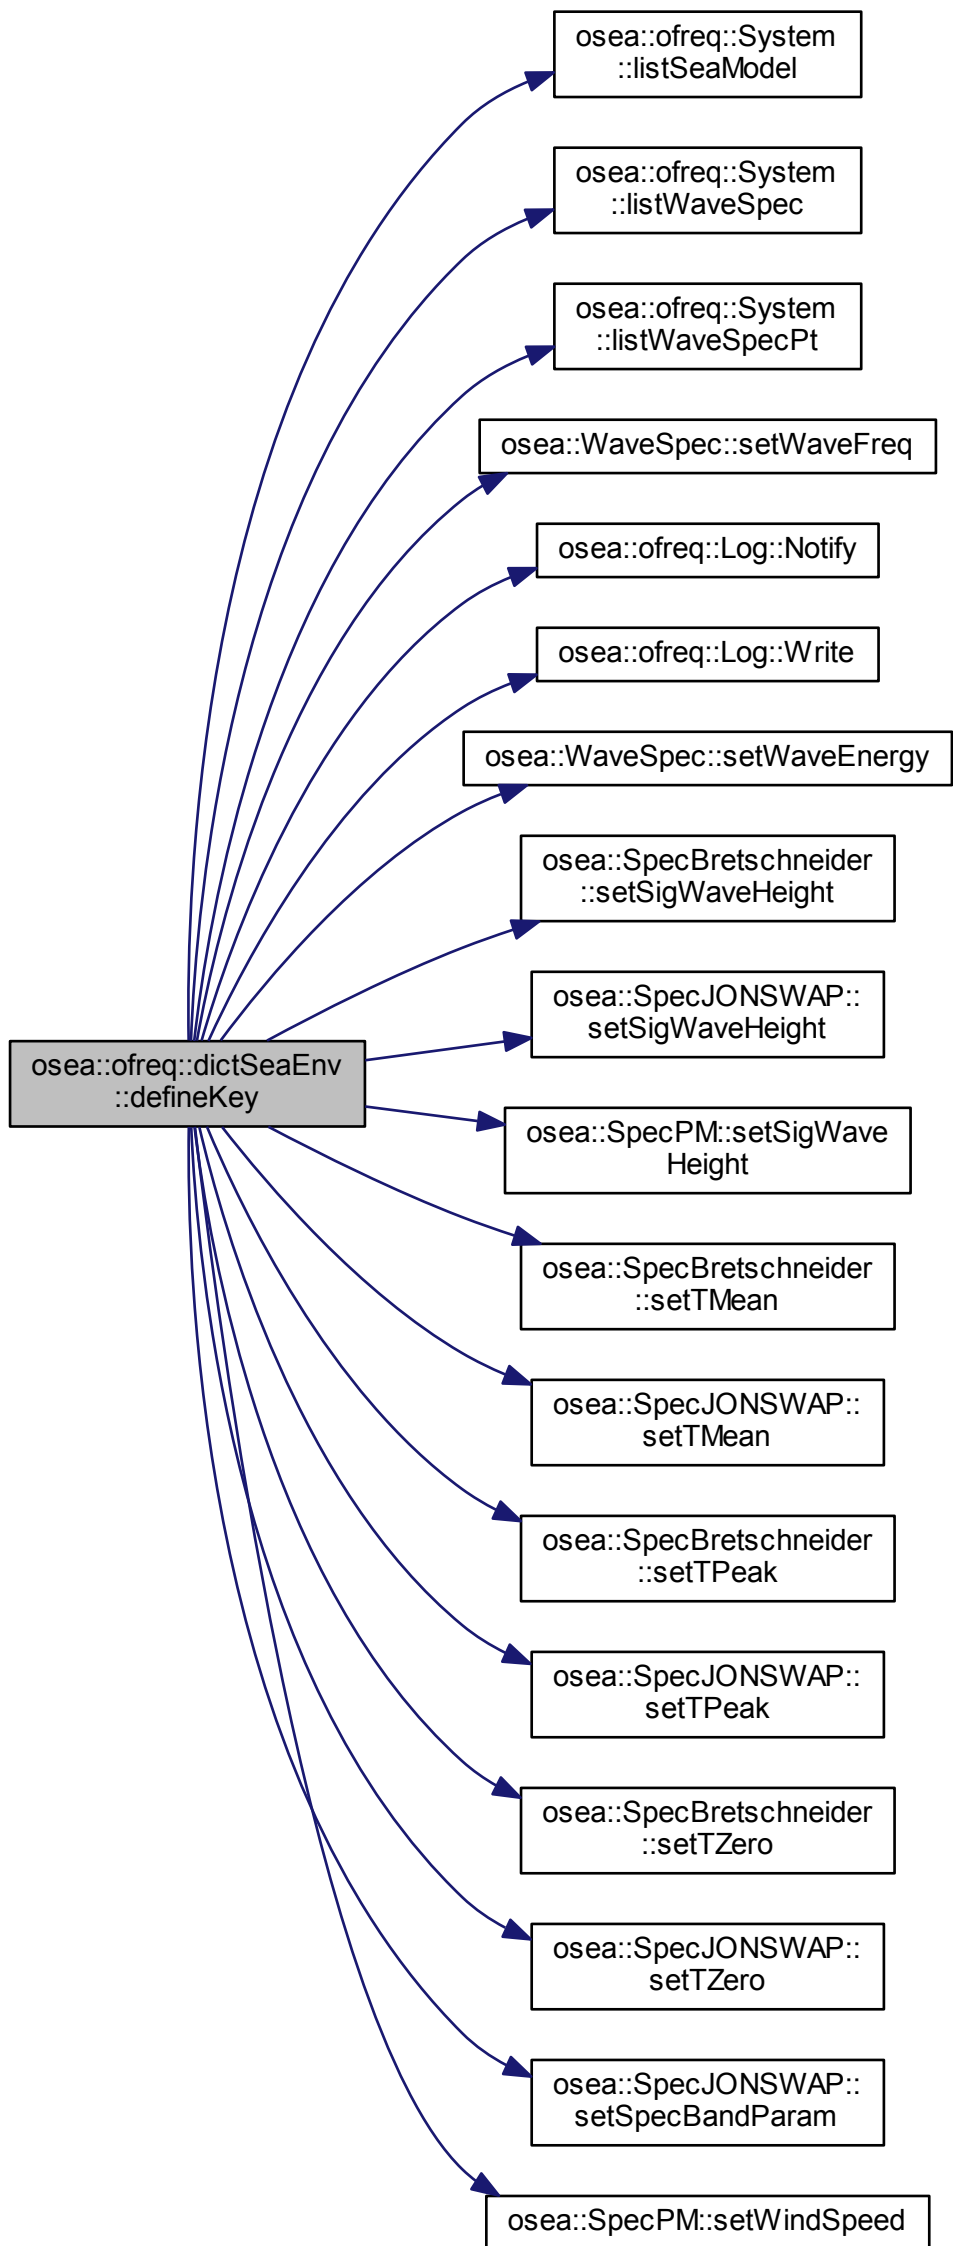 osea::ofreq::System
::listSeaModel
osea::ofreq::System
::listWaveSpec
osea::ofreq::System
::listWaveSpecPt
osea::WaveSpec::setWaveFreq
osea::ofreq::Log::Notify
osea::ofreq::Log::Write
osea::WaveSpec::setWaveEnergy
osea::SpecBretschneider
::setSigWaveHeight
osea::SpecJONSWAP::
setSigWaveHeight
osea::ofreq::dictSeaEnv
::defineKey
osea::SpecPM::setSigWave
Height
osea::SpecBretschneider
::setTMean
osea::SpecJONSWAP::
setTMean
osea::SpecBretschneider
::setTPeak
osea::SpecJONSWAP::
setTPeak
osea::SpecBretschneider
::setTZero
osea::SpecJONSWAP::
setTZero
osea::SpecJONSWAP::
setSpecBandParam
osea::SpecPM::setWindSpeed